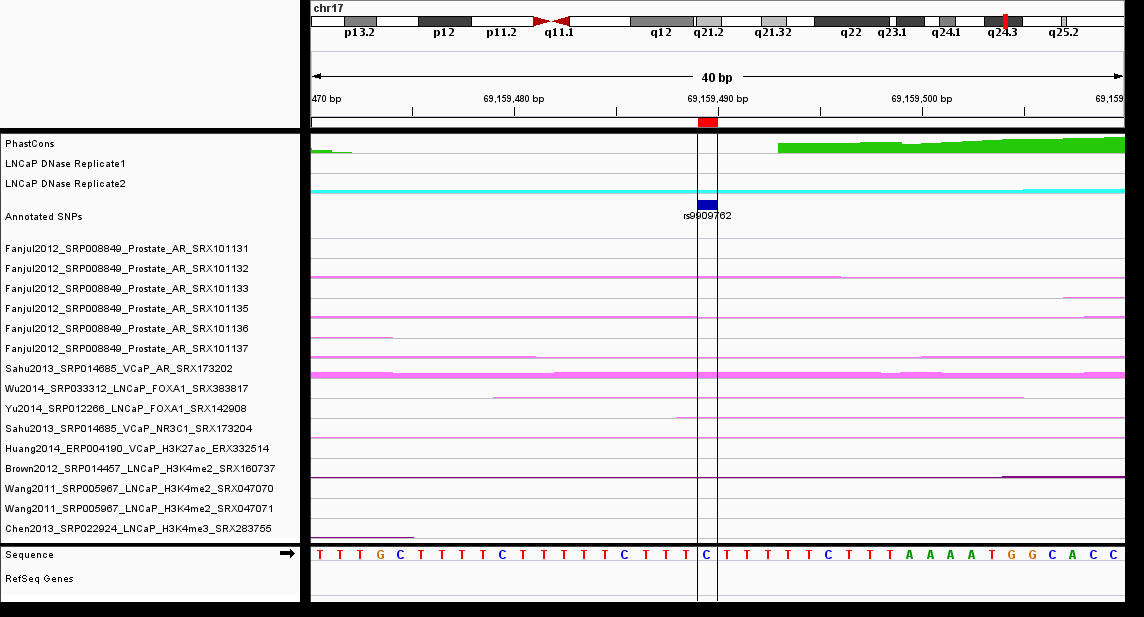 chr17
p13.2 p12 p11.2 q11.1 q12 q21.2 q21.32 q22 q23.1 q24.1 q24.3 q25.2
40 bp
470 bp 69,159,480 bp 69,159,490 bp 69,159,500 bp 69,159
PhastCons
LNCaP DNase Replicate1
LNCaP DNase Replicate2
Annotated SNPs
rs9909762
Fanjul2012_SRP008849_Prostate_AR_SRX101131
Fanjul2012_SRP008849_Prostate_AR_SRX101132
Fanjul2012_SRP008849_Prostate_AR_SRX101133
Fanjul2012_SRP008849_Prostate_AR_SRX101135
Fanjul2012_SRP008849_Prostate_AR_SRX101136
Fanjul2012_SRP008849_Prostate_AR_SRX101137
Sahu2013_SRP014685_VCaP_AR_SRX173202
Wu2014_SRP033312_LNCaP_FOXA1_SRX383817
Yu2014_SRP012266_LNCaP_FOXA1_SRX142908
Sahu2013_SRP014685_VCaP_NR3C1_SRX173204
Huang2014_ERP004190_VCaP_H3K27ac_ERX332514
Brown2012_SRP014457_LNCaP_H3K4me2_SRX160737
Wang2011_SRP005967_LNCaP_H3K4me2_SRX047070
Wang2011_SRP005967_LNCaP_H3K4me2_SRX047071
Chen2013_SRP022924_LNCaP_H3K4me3_SRX283755
Sequence T T T G C T T T T C T T T T T C T T T C T T T T T C T T T A A A A T G G C A C C
RefSeq Genes